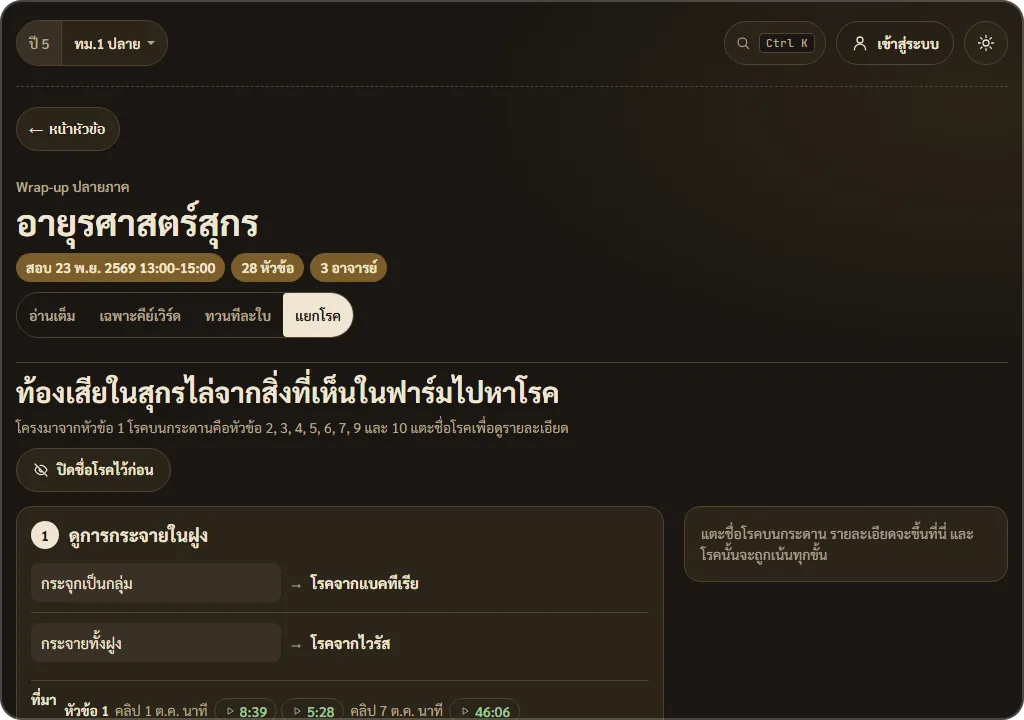 ปี 5 ทม.1 ปลาย Ctrl K เข้าสู่ระบบ
← หน้าหัวข้อ
Wrap-up ปลายภาค
อายุรศาสตร์สุกร
สอบ 23 พ.ย. 2569 13:00-15:00 28 หัวข้อ 3 อาจารย์
อ่านเต็ม เฉพาะคีย์เวิร์ด ทวนทีละใบ แยกโรค
ท้องเสียในสุกรไล่จากสิ่งที่เห็นในฟาร์มไปหาโรค
โครงมาจากหัวข้อ 1 โรคบนกระดานคือหัวข้อ 2, 3, 4, 5, 6, 7, 9 และ 10 แตะชื่อโรคเพื่อดูรายละเอียด
ปิดชื่อโรคไว้ก่อน
1 ดูการกระจายในฝูง
กระจุกเป็นกลุ่ม → โรคจากแบคทีเรีย
กระจายทั้งฝูง → โรคจากไวรัส
ที่มา หัวข้อ 1 คลิป 1 ต.ค. นาที 8:39 5:28 คลิป 7 ต.ค. นาที 46:06
แตะชื่อโรคบนกระดาน รายละเอียดจะขึ้นที่นี่ และ
โรคนั้นจะถูกเน้นทุกขั้น